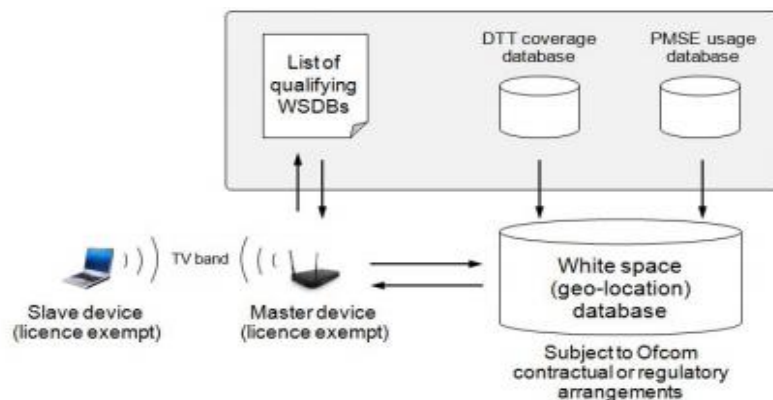 List of
qualifying
WSDBs
DTT coverage
database
PMSE usage
database
TV band
Slave device
(licence exempt)
Master device
(licence exempt)
White space
(geo-location)
database
Subject to Ofcom
contractual or regulatory
arrangements